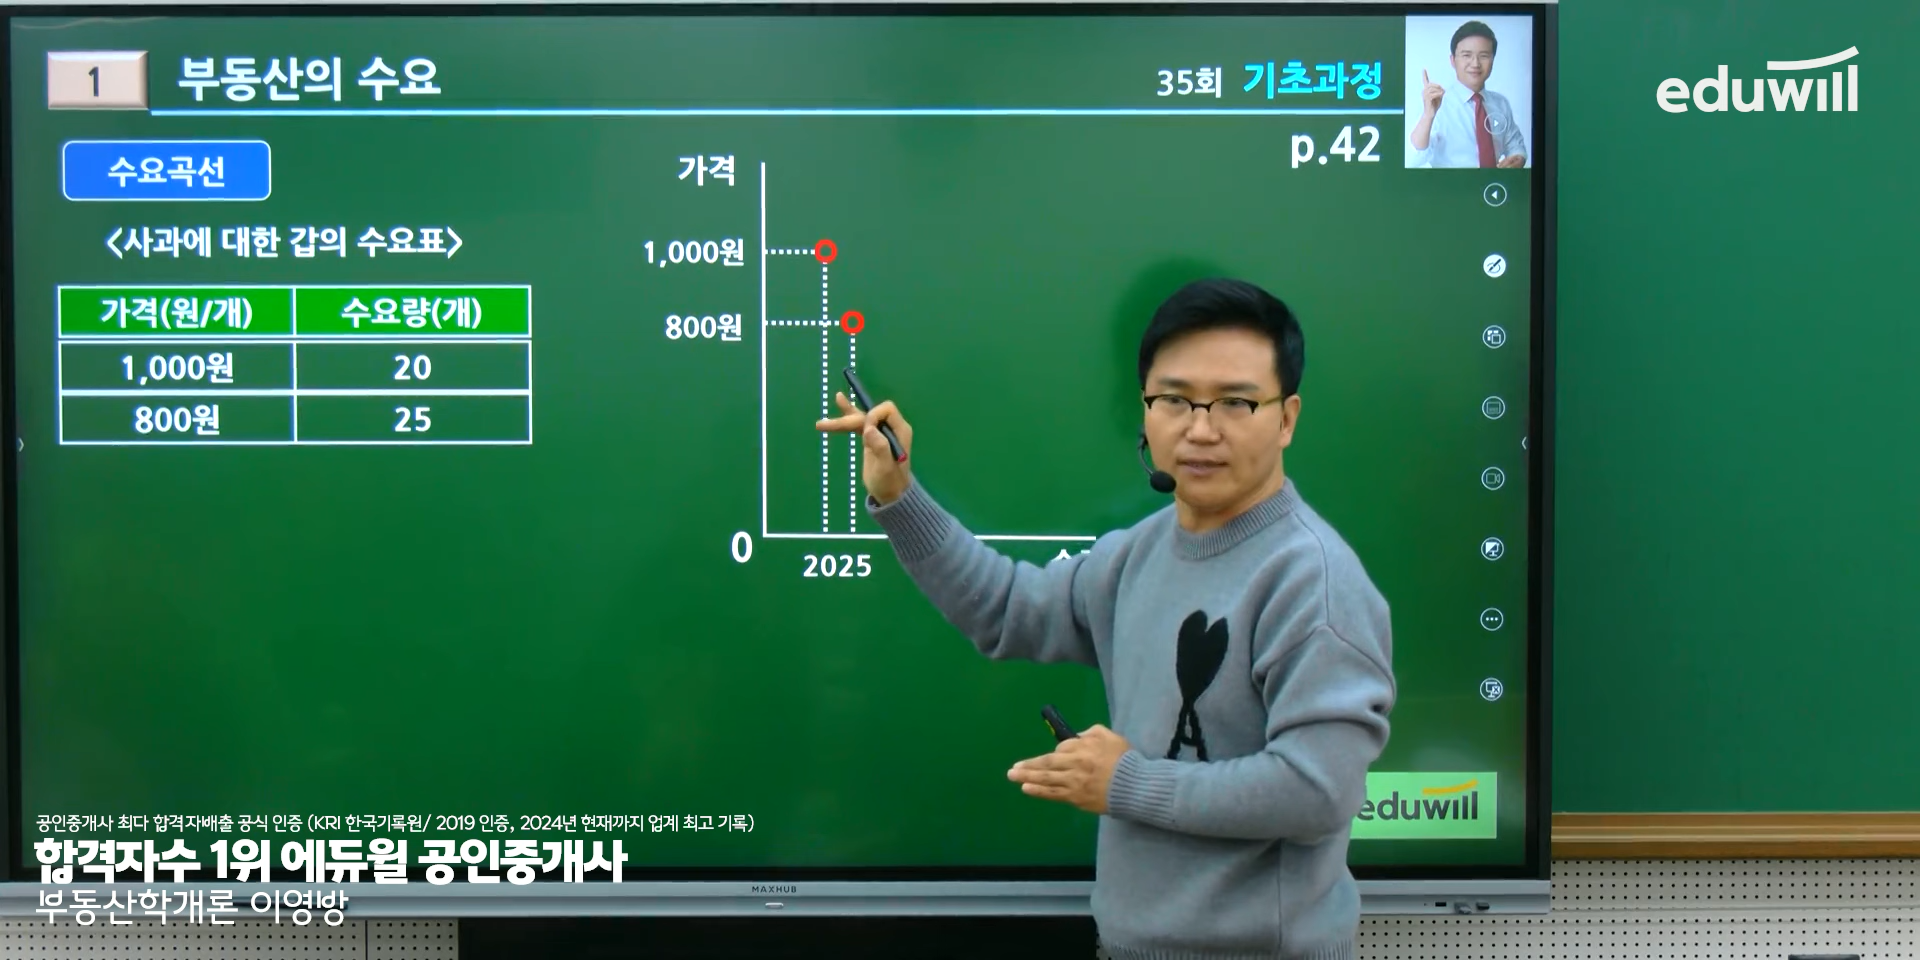 1 부동산의 수요
35회 기초과정
eduwill
p.42
수요곡선
<사과에 대한 갑의 수요표>
가격(원/개) 수요량(개)
1,000원 20
800원 25
가격
1,000원
800원
0
2025
A
eduwill
공인중개사 최다 합격자배출 공식 인증 (KRI 한국기록원/ 2019 인증, 2024년 현재까지 업계 최고 기록)
합격자수 1위 에듀윌 공인중개사
부동산학개론 이영방
MAXHUB